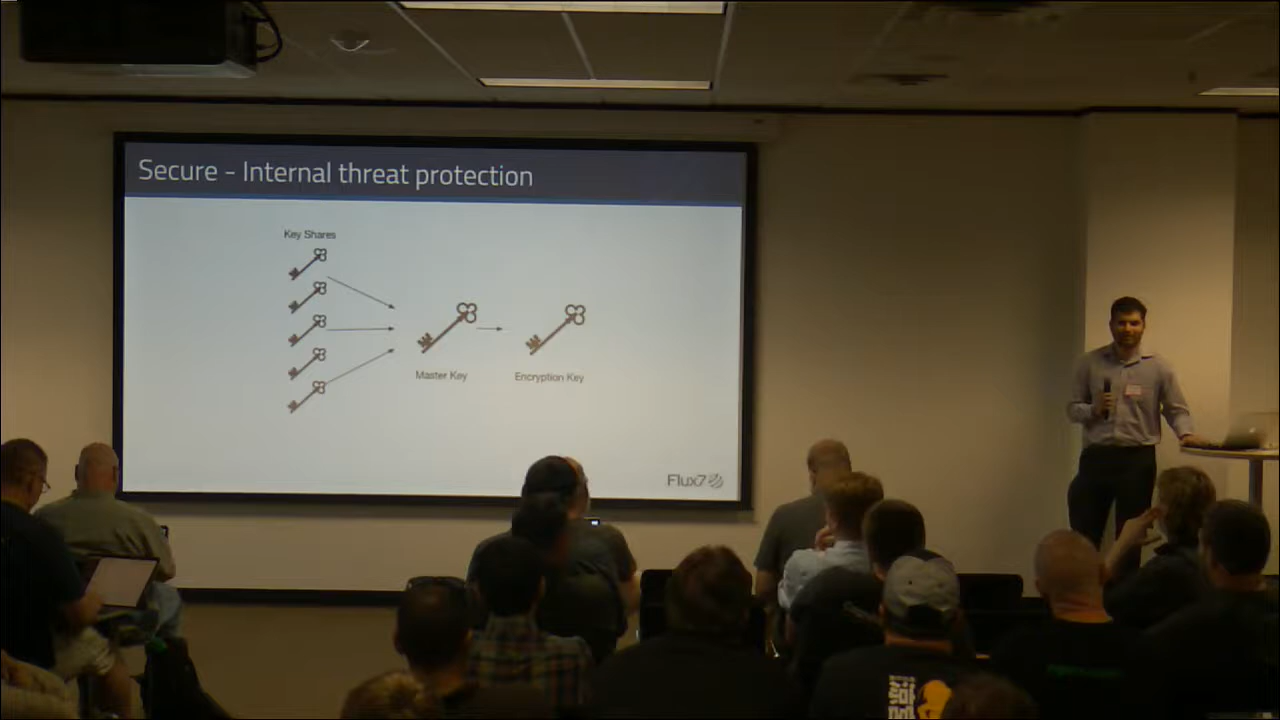 Secure - Internal threat protection
Key Shares
Master Key
Encryption Key
Flux7